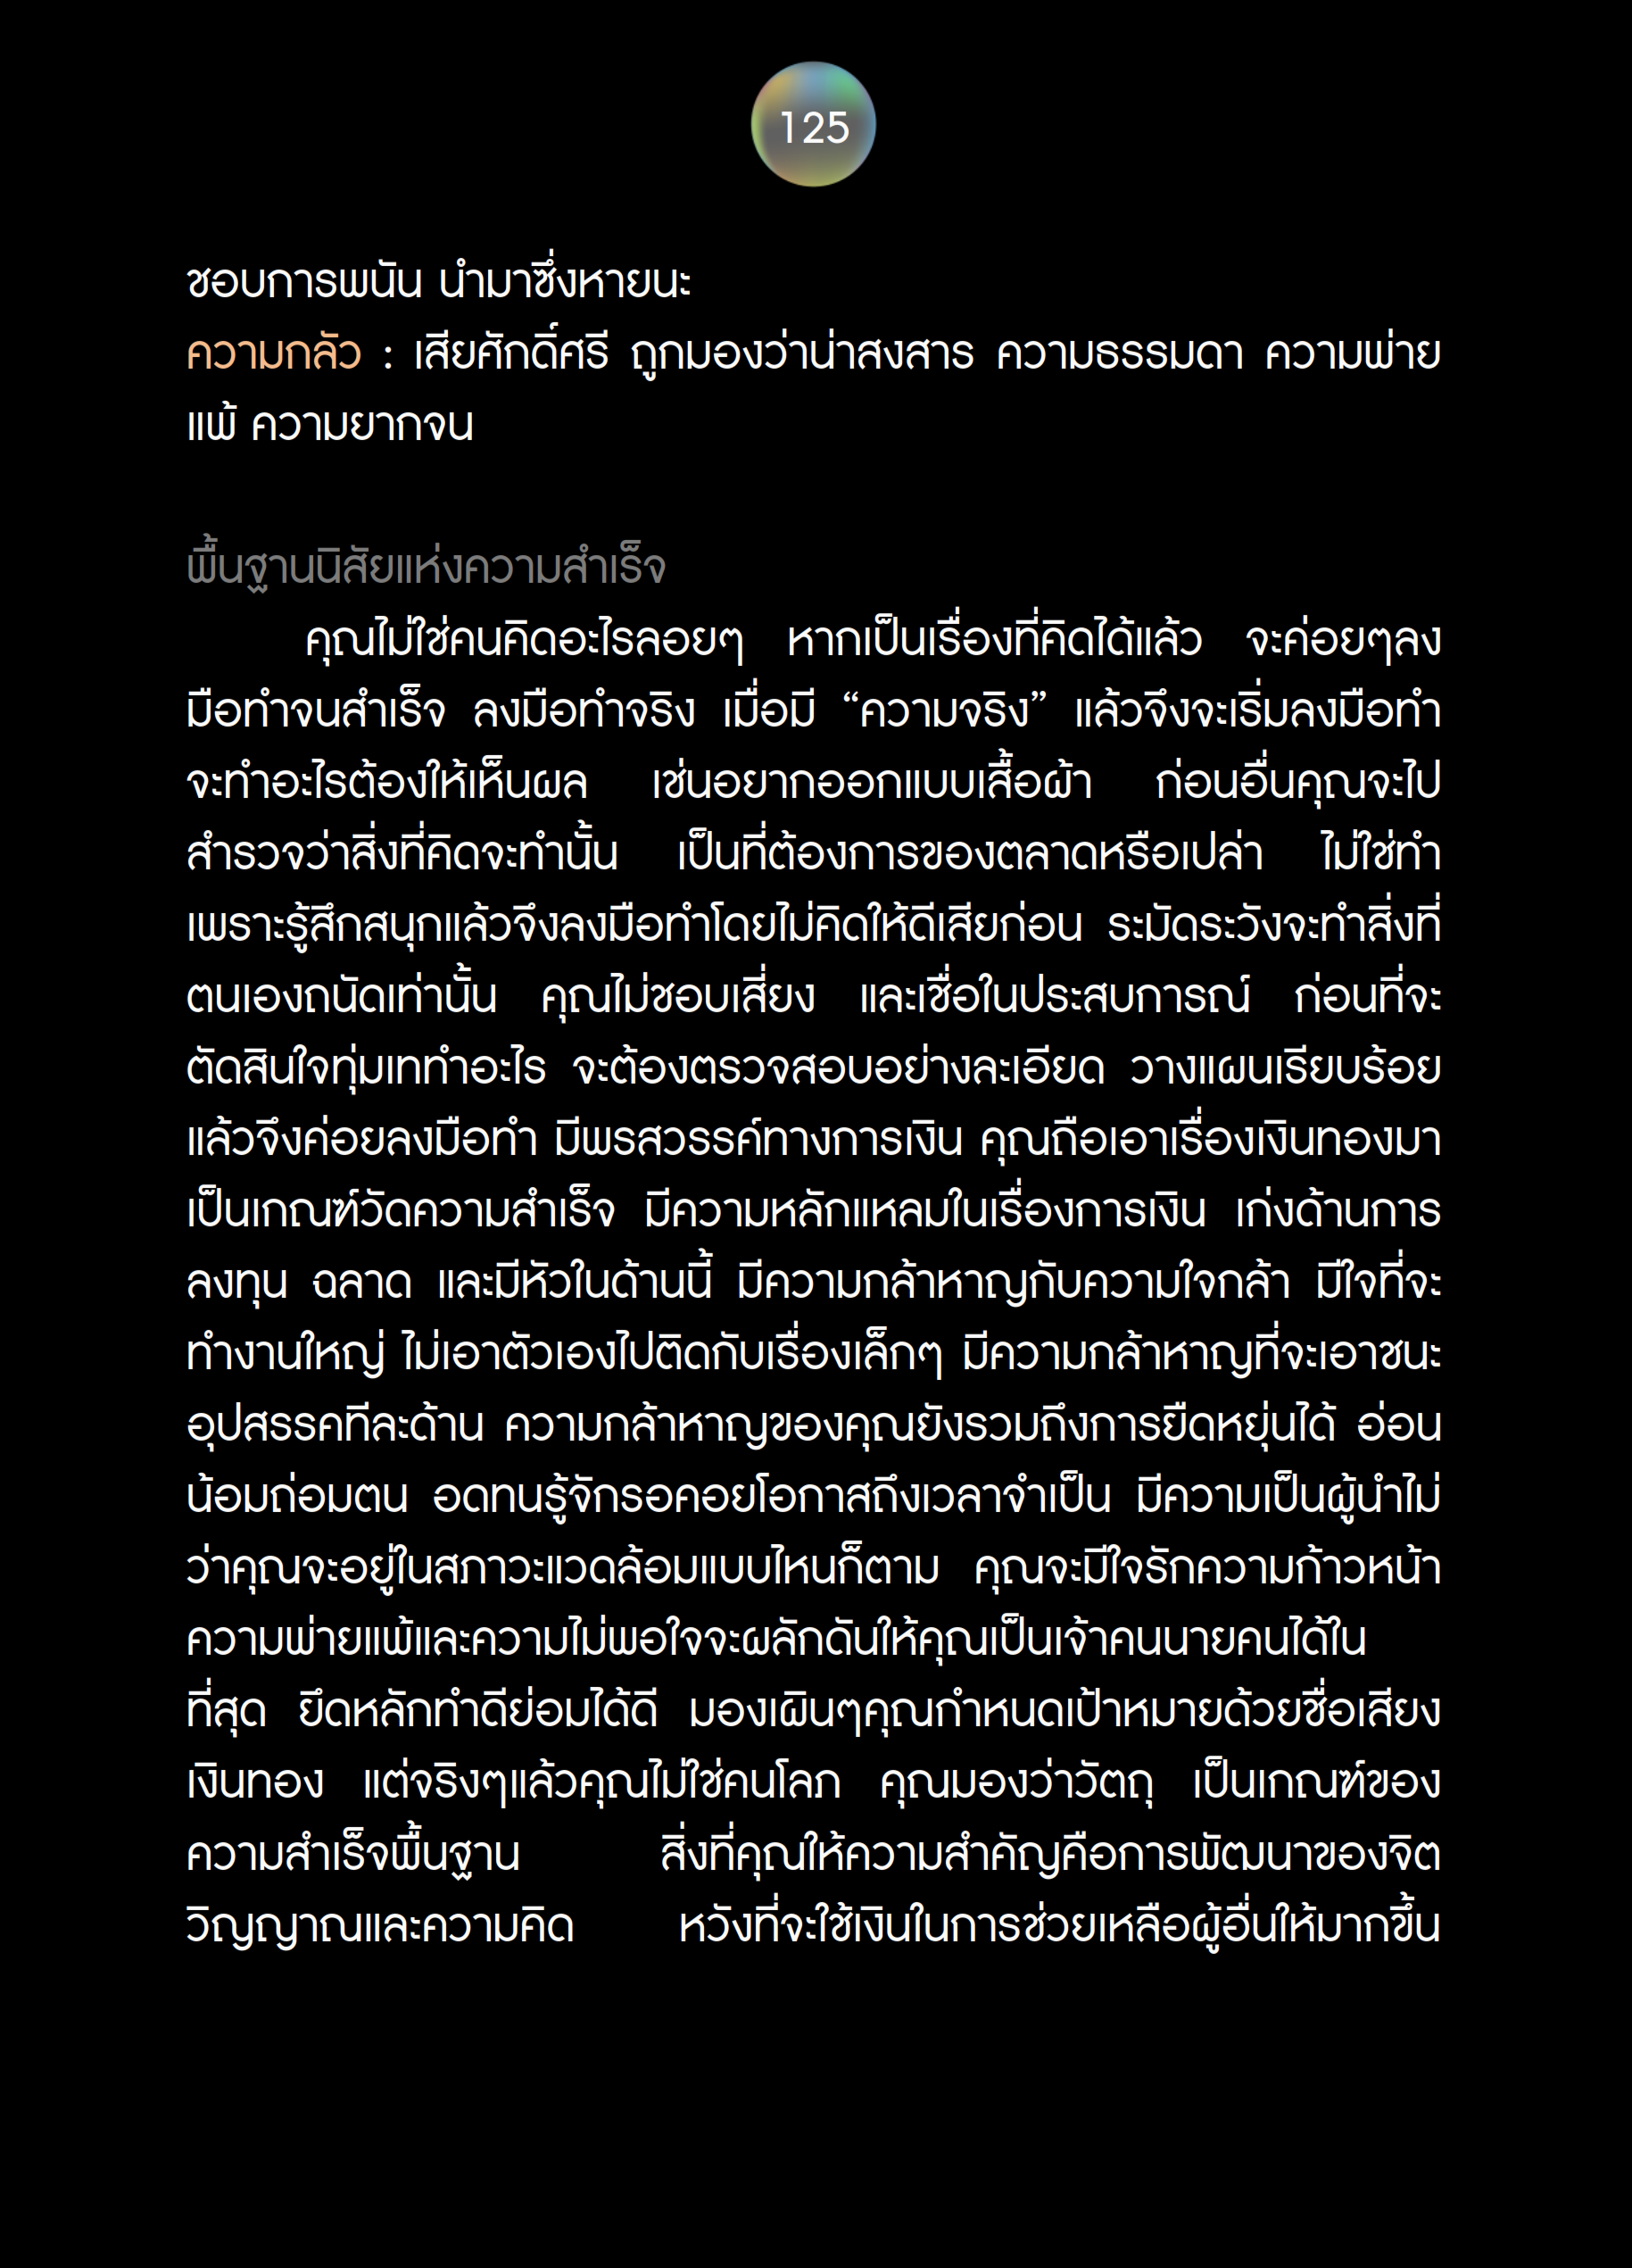 125
ชอบการพนัน นำมาซึ่งหายนะ
ความกลัว : เสียศักดิ์ศรี ถูกมองว่าน่าสงสาร ความธรรมดา ความพ่าย
แพ้ ความยากจน
พื้นฐานนิสัยแห่งความสำเร็จ
คุณไม่ใช่คนคิดอะไรลอยๆ หากเป็นเรื่องที่คิดได้แล้ว จะค่อยๆลง
มือทำจนสำเร็จ ลงมือทำจริง เมื่อมี “ความจริง” แล้วจึงจะเริ่มลงมือทำ
จะทำอะไรต้องให้เห็นผล เช่นอยากออกแบบเสื้อผ้า ก่อนอื่นคุณจะไป
สำรวจว่าสิ่งที่คิดจะทำนั้น เป็นที่ต้องการของตลาดหรือเปล่า ไม่ใช่ทำ
เพราะรู้สึกสนุกแล้วจึงลงมือทำโดยไม่คิดให้ดีเสียก่อน ระมัดระวังจะทำสิ่งที่
ตนเองถนัดเท่านั้น คุณไม่ชอบเสี่ยง และเชื่อในประสบการณ์ ก่อนที่จะ
ตัดสินใจทุ่มเททำอะไร จะต้องตรวจสอบอย่างละเอียด วางแผนเรียบร้อย
แล้วจึงค่อยลงมือทำ มีพรสวรรค์ทางการเงิน คุณถือเอาเรื่องเงินทองมา
เป็นเกณฑ์วัดความสำเร็จ มีความหลักแหลมในเรื่องการเงิน เก่งด้านการ
ลงทุน ฉลาด และมีหัวในด้านนี้ มีความกล้าหาญกับความใจกล้า มีใจที่จะ
ทำงานใหญ่ ไม่เอาตัวเองไปติดกับเรื่องเล็กๆ มีความกล้าหาญที่จะเอาชนะ
อุปสรรคทีละด้าน ความกล้าหาญของคุณยังรวมถึงการยืดหยุ่นได้ อ่อน
น้อมถ่อมตน อดทนรู้จักรอคอยโอกาสถึงเวลาจำเป็น มีความเป็นผู้นำไม่
ว่าคุณจะอยู่ในสภาวะแวดล้อมแบบไหนก็ตาม คุณจะมีใจรักความก้าวหน้า
ความพ่ายแพ้และความไม่พอใจจะผลักดันให้คุณเป็นเจ้าคนนายคนได้ใน
ที่สุด ยึดหลักทำดีย่อมได้ดี มองเผินๆคุณกำหนดเป้าหมายด้วยชื่อเสียง
เงินทอง แต่จริงๆแล้วคุณไม่ใช่คนโลภ คุณมองว่าวัตถุ เป็นเกณฑ์ของ
ความสำเร็จพื้นฐาน สิ่งที่คุณให้ความสำคัญคือการพัฒนาของจิต
วิญญาณและความคิด หวังที่จะใช้เงินในการช่วยเหลือผู้อื่นให้มากขึ้น